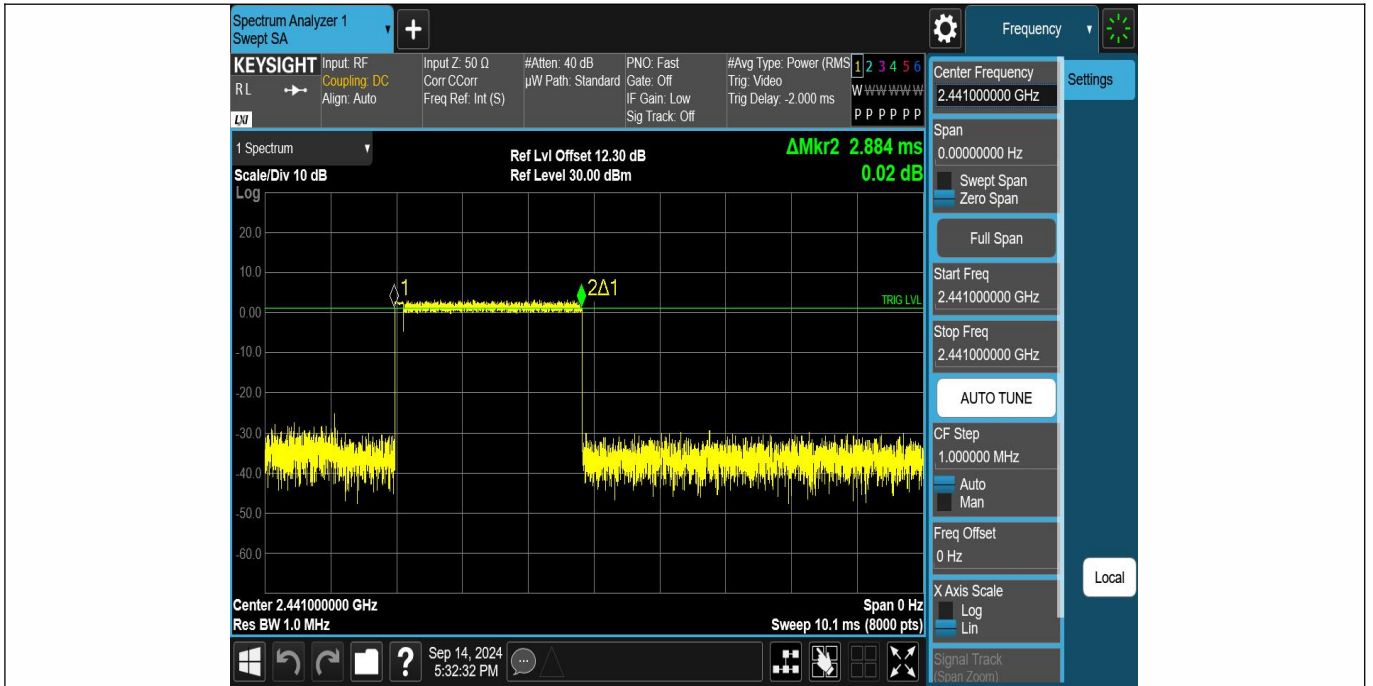 Spectrum Analyzer 1
Swept SA
+
Frequency
KEYSIGHT
RL
LXI
Input: RF
Coupling: DC
Align: Auto
Input Z: 50 Ω
Corr CCorr
Freq Ref: Int (S)
#Atten: 40 dB
µW Path: Standard
PNO: Fast
Gate: Off
IF Gain: Low
Sig Track: Off
#Avg Type: Power (RMS
Trig: Video
Trig Delay: -2.000 ms
1 2 3 4 5 6
W W W W W W
P P P P P P
1 Spectrum
Scale/Div 10 dB
Ref Lvl Offset 12.30 dB
Ref Level 30.00 dBm
ΔMkr2 2.884 ms
0.02 dB
Log
20.0
10.0
0.00
-10.0
-20.0
-30.0
-40.0
-50.0
-60.0
1
2Δ1
TRIG LVL
Center 2.441000000 GHz
Res BW 1.0 MHz
Span 0 Hz
Sweep 10.1 ms (8000 pts)
Center Frequency
2.441000000 GHz
Settings
Span
0.00000000 Hz
Swept Span
Zero Span
Full Span
Start Freq
2.441000000 GHz
Stop Freq
2.441000000 GHz
AUTO TUNE
CF Step
1.000000 MHz
Auto
Man
Freq Offset
0 Hz
X Axis Scale
Log
Lin
Local
Signal Track
(Span Zoom)
?
Sep 14, 2024
5:32:32 PM